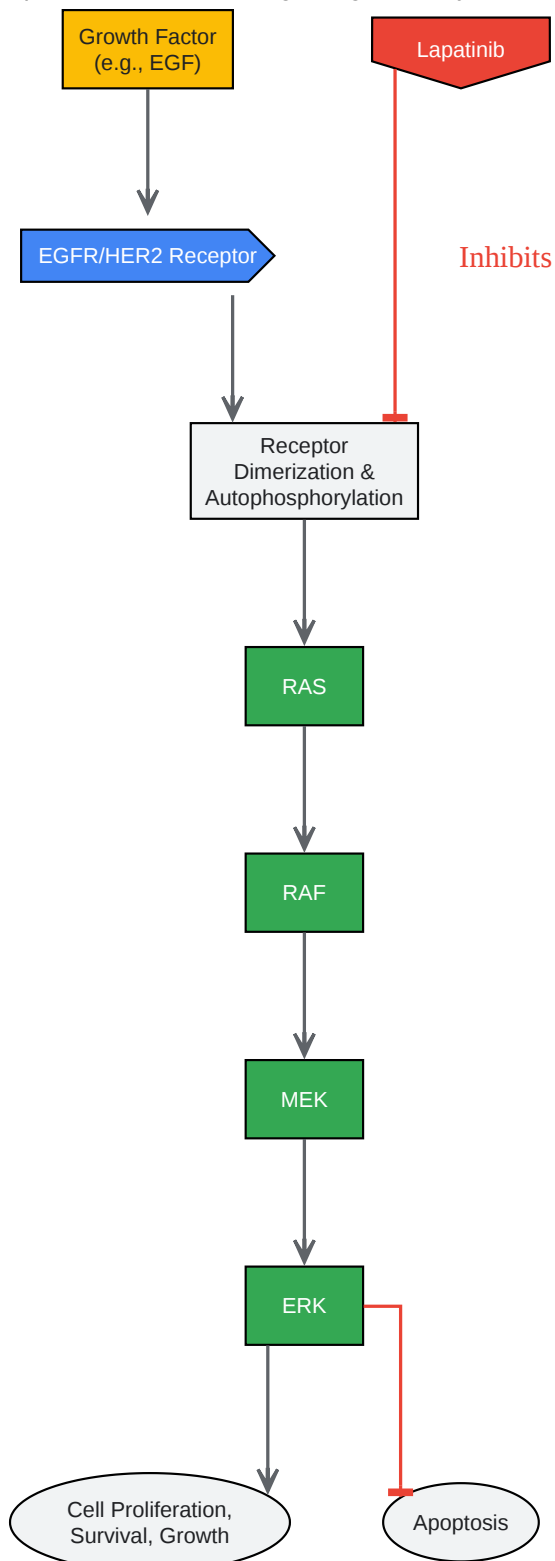 Growth Factor
(e.g., EGF)
Lapatinib
EGFR/HER2 Receptor
Inhibits
Receptor
Dimerization &
Autophosphorylation
RAS
RAF
MEK
ERK
Cell Proliferation,
Survival, Growth
Apoptosis